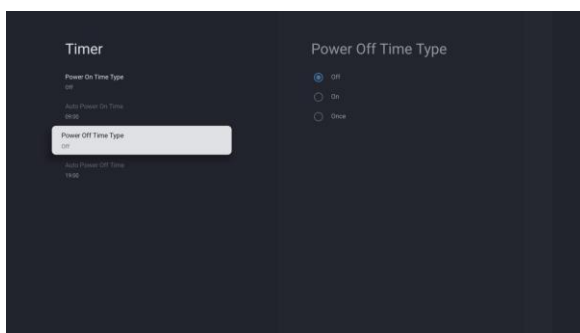 Timer
Power On Time Type
Off
Auto Power On Time
09:00
Power Off Time Type
Off
Auto Power Off Time
19:00
Power Off Time Type
Off
On
Once